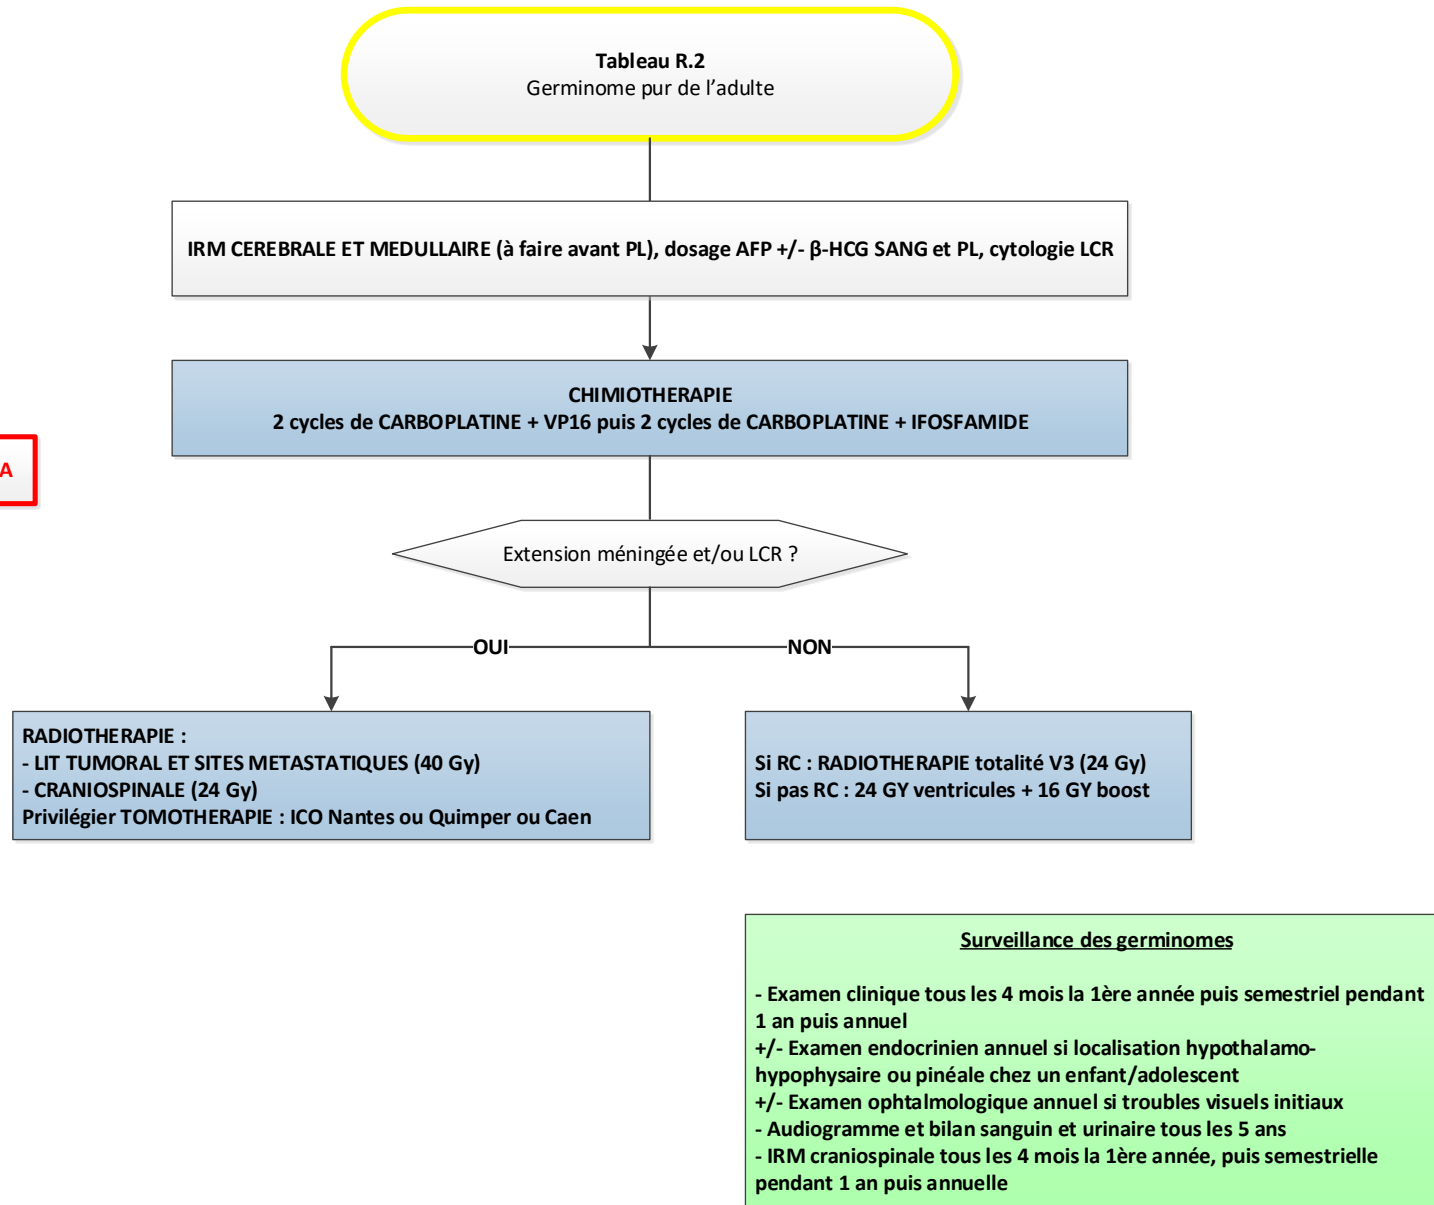 Tableau R.2
Germinome pur de l’adulte
IRM CEREBRALE ET MEDULLAIRE (à faire avant PL), dosage AFP +/- β-HCG SANG et PL, cytologie LCR
CHIMIOTHERAPIE
2 cycles de CARBOPLATINE + VP16 puis 2 cycles de CARBOPLATINE + IFOSFAMIDE
A
Extension méningée et/ou LCR ?
OUI
NON
RADIOTHERAPIE :
- LIT TUMORAL ET SITES METASTATIQUES (40 Gy)
- CRANIOSPINALE (24 Gy)
Privilégier TOMOTHERAPIE : ICO Nantes ou Quimper ou Caen
Si RC : RADIOTHERAPIE totalité V3 (24 Gy)
Si pas RC : 24 GY ventricules + 16 GY boost
Surveillance des germinomes
- Examen clinique tous les 4 mois la 1ère année puis semestriel pendant
1 an puis annuel
+/- Examen endocrinien annuel si localisation hypothalamo-
hypophysaire ou pinéale chez un enfant/adolescent
+/- Examen ophtalmologique annuel si troubles visuels initiaux
- Audiogramme et bilan sanguin et urinaire tous les 5 ans
- IRM craniospinale tous les 4 mois la 1ère année, puis semestrielle
pendant 1 an puis annuelle